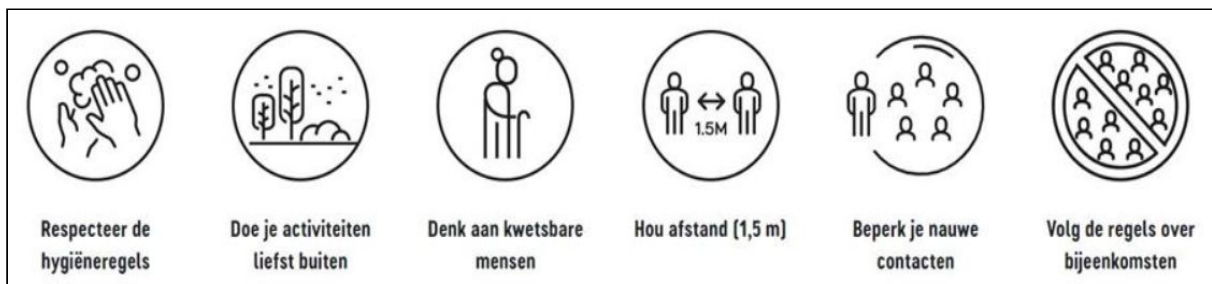 1.5M
Respecteer de
hygiëneregels
Doe je activiteiten
liefst buiten
Denk aan kwetsbare
mensen
Hou afstand (1,5 m)
Beperk je nauwe
contacten
Volg de regels over
bijeenkomsten